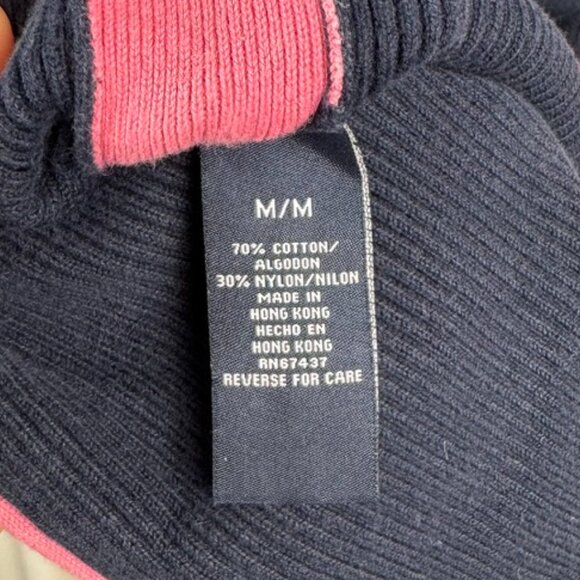 M/M
70% COTTON/
ALGODON
30% NYLON/NILON
MADE IN
HONG KONG
HECHO EN
HONG KONG
RN67437
REVERSE FOR CARE